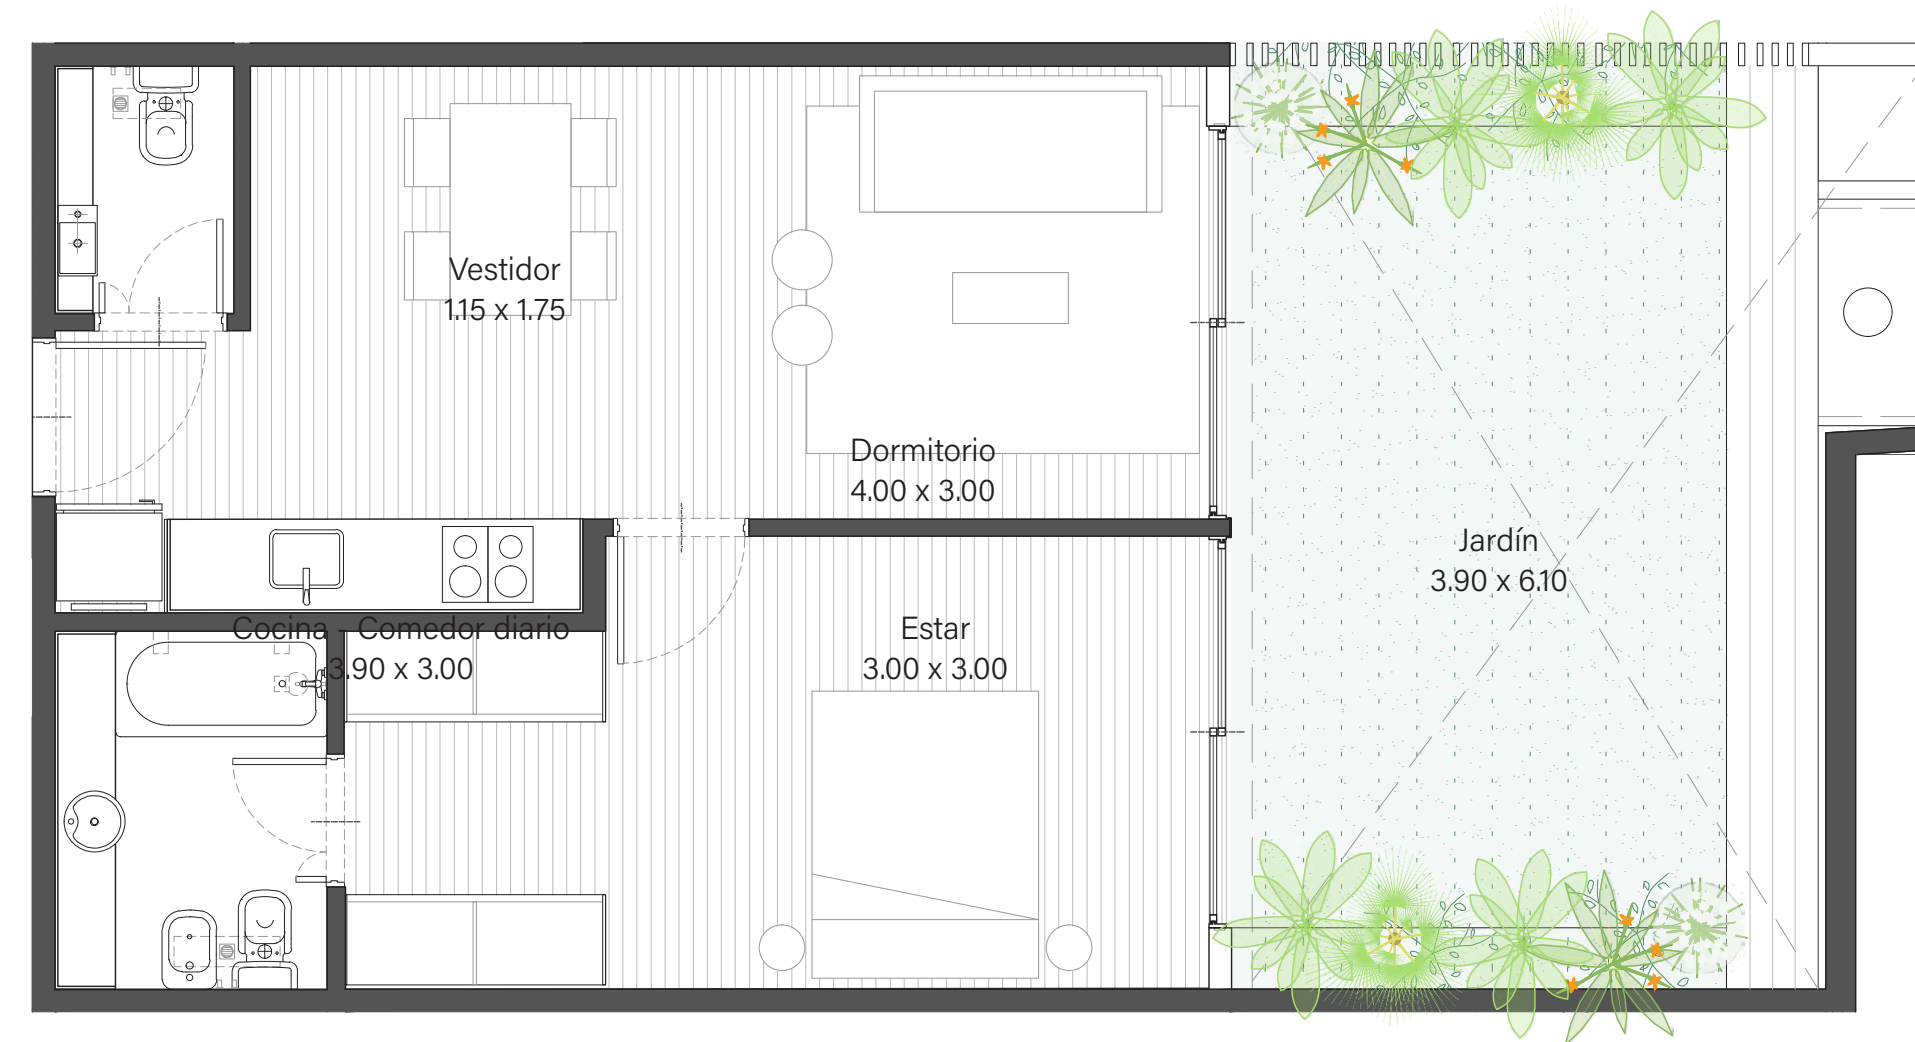 Vestidor
1.15 x 1.75
Dormitorio
4.00 x 3.00
Jardín
3.90 x 6.10
Cocina - Comedor diario
3.90 x 3.00
Estar
3.00 x 3.00